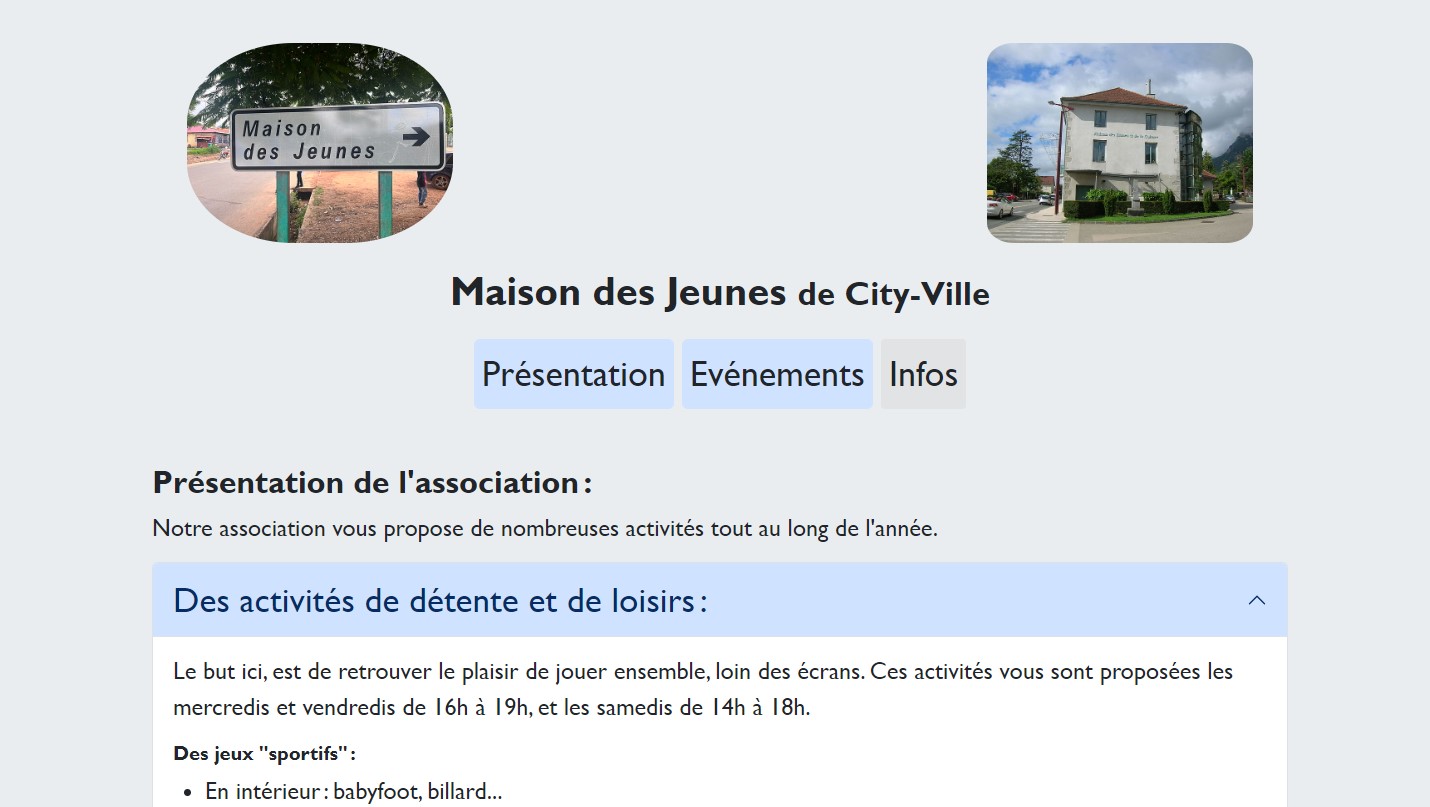 Maison
des Jeunes
Maison des Jeunes de City-Ville
Présentation Evénements Infos
Présentation de l'association :
Notre association vous propose de nombreuses activités tout au long de l'année.
Des activités de détente et de loisirs :
Le but ici, est de retrouver le plaisir de jouer ensemble, loin des écrans. Ces activités vous sont proposées les
mercredis et vendredis de 16h à 19h, et les samedis de 14h à 18h.
Des jeux "sportifs" :
• En intérieur : babyfoot, billard...